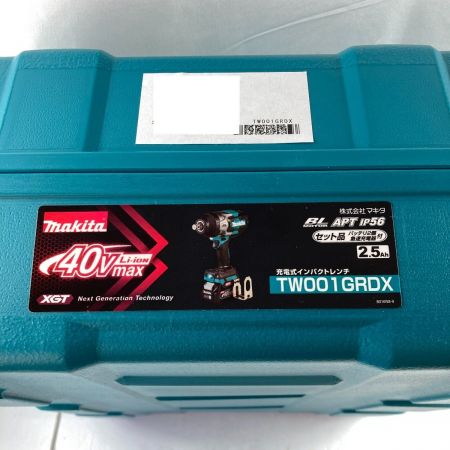 TW001GRDX
makita
40Vmax Li-ion
XGT Next Generation Technology
株式会社マキタ
BL MOTOR APT IP56
セット品 バッテリ2個 急速充電器 付
2.5Ah
充電式インパクトレンチ
TW001GRDX